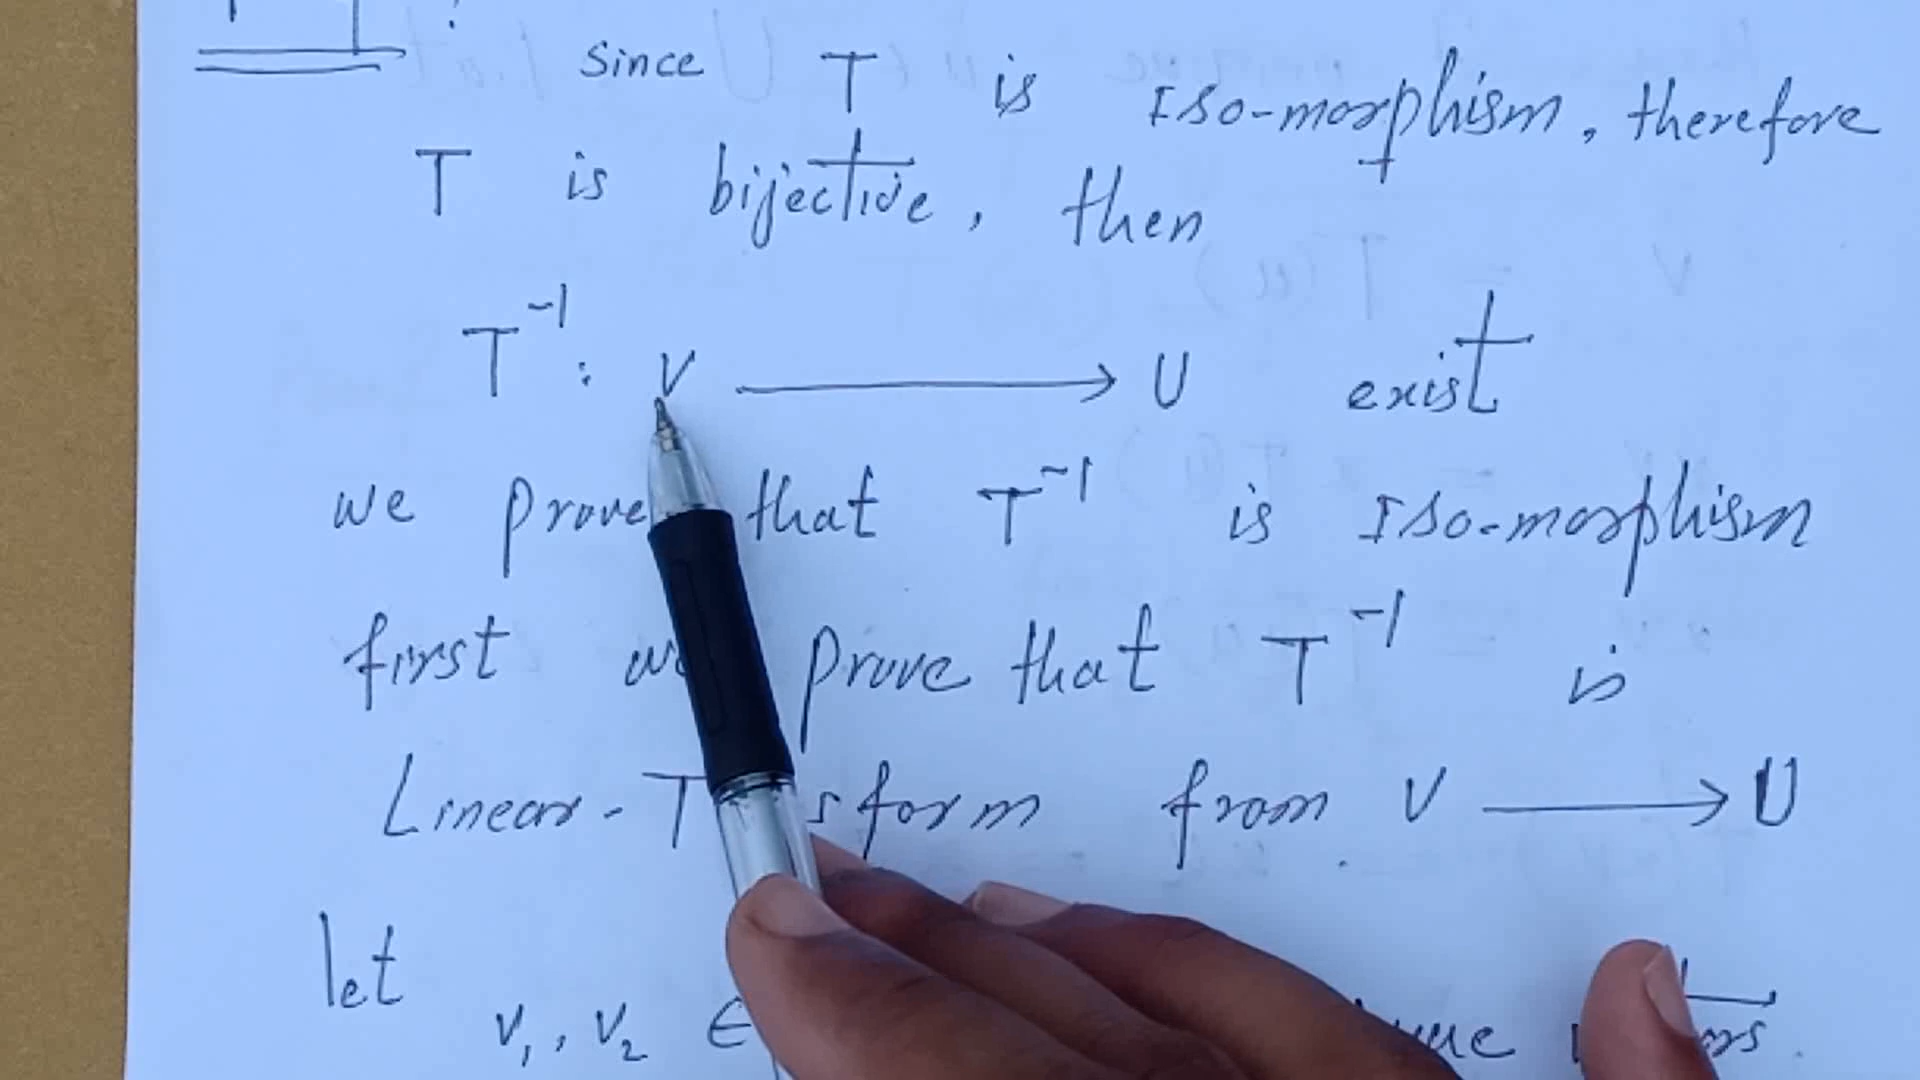 Since T is Iso-morphism, therefore
T is bijective, then
T⁻¹ : V ⟶ U exist
we prove that T⁻¹ is Iso-morphism
first we prove that T⁻¹ is
Linear- form from V ⟶ U
let
V₁, V₂ ∈